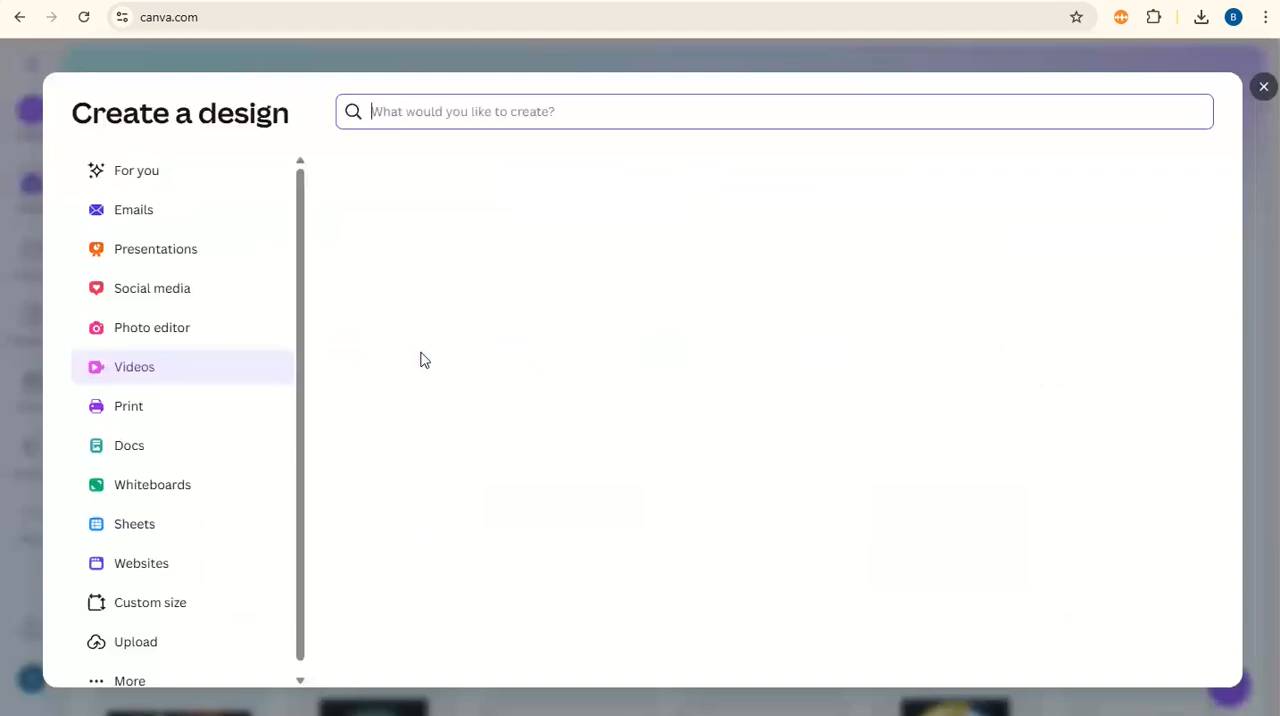 canva.com
B
Create a design
What would you like to create?
For you
Emails
Presentations
Social media
Photo editor
Videos
Print
Docs
Whiteboards
Sheets
Websites
Custom size
Upload
More